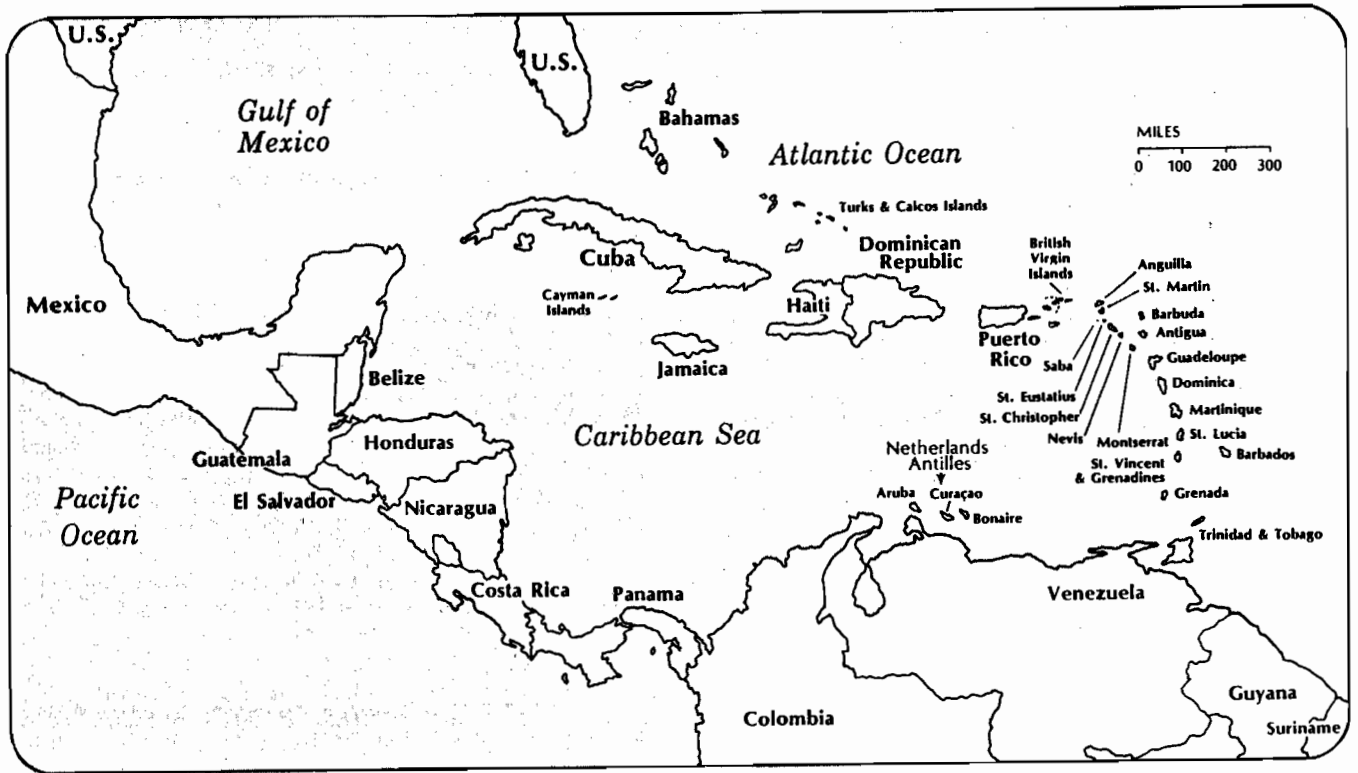 U.S.
U.S.
Gulf of
Mexico
Bahamas
Atlantic Ocean
MILES
0 100 200 300
Turks & Caicos Islands
Dominican
Republic
British
Virgin
Islands
Anguilla
St. Martin
Cuba
Cayman
Islands
Haiti
Mexico
Barbuda
Antigua
Puerto
Rico
Jamaica
Saba
Guadeloupe
Belize
Dominica
St. Eustatius
St. Christopher
Martinique
Nevis
Montserrat
St. Lucia
Caribbean Sea
Honduras
Guatemala
Netherlands
Antilles
St. Vincent
& Grenadines
Barbados
Pacific
Ocean
El Salvador
Nicaragua
Aruba
Curaçao
Bonaire
Grenada
Trinidad & Tobago
Costa Rica
Panama
Venezuela
Guyana
Colombia
Suriname